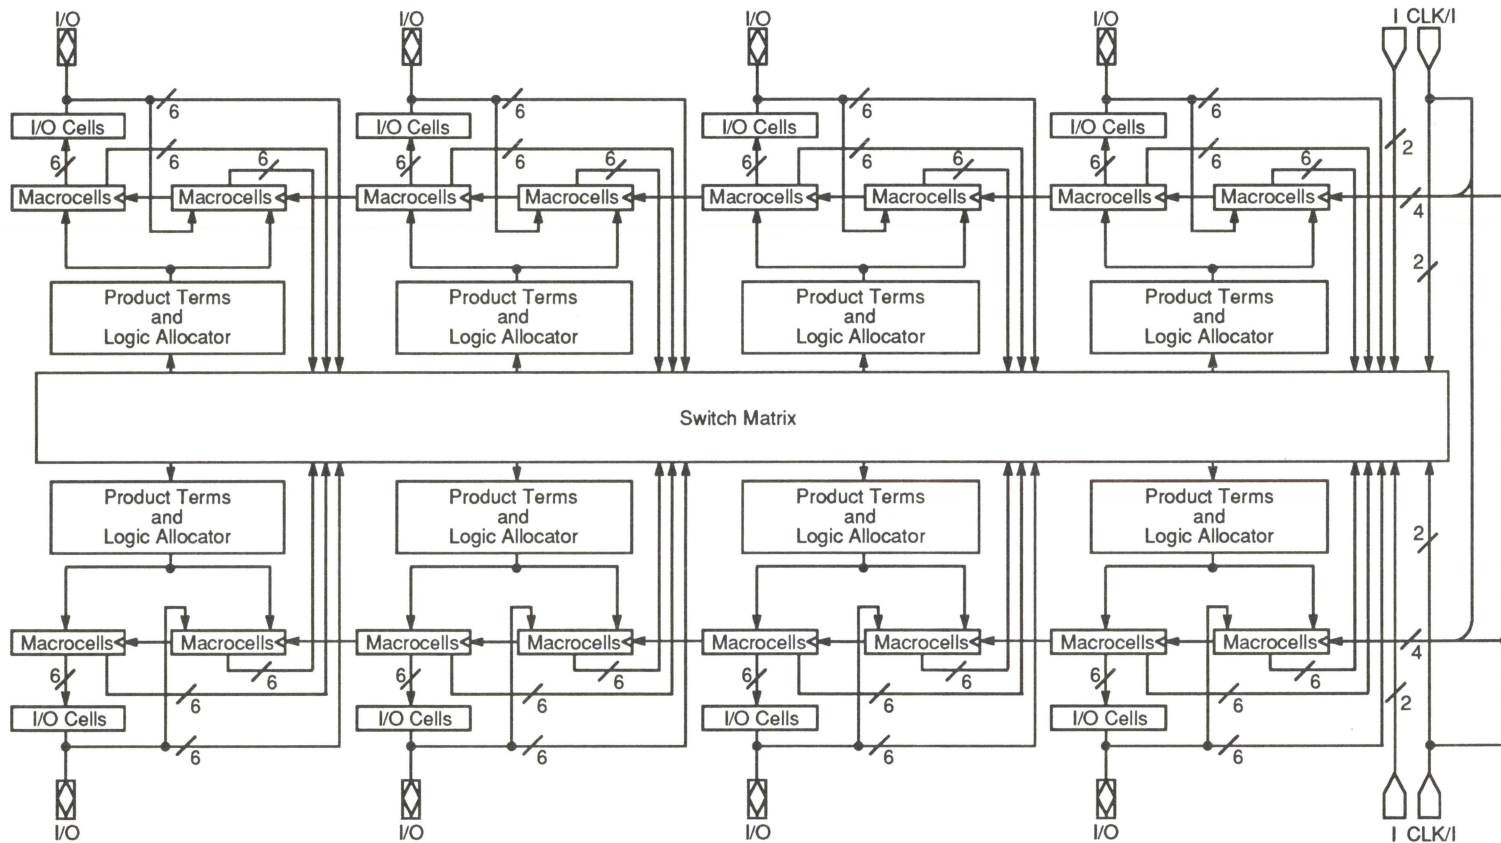 I/O I/O I/O I/O I CLK/I
6 6 6 6
I/O Cells I/O Cells I/O Cells I/O Cells
2
6 6 6 6 6 6 6 6 6 6 6 6
Macrocells Macrocells Macrocells Macrocells Macrocells Macrocells Macrocells Macrocells
4
2
Product Terms Product Terms Product Terms Product Terms
and and and and
Logic Allocator Logic Allocator Logic Allocator Logic Allocator
Switch Matrix
Product Terms Product Terms Product Terms Product Terms
and and and and
Logic Allocator Logic Allocator Logic Allocator Logic Allocator
2
Macrocells Macrocells Macrocells Macrocells Macrocells Macrocells Macrocells Macrocells
4
6 6 6 6 6 6 6 6
6 6 6 6 2
I/O Cells I/O Cells I/O Cells I/O Cells
6 6 6 6
I/O I/O I/O I/O I CLK/I